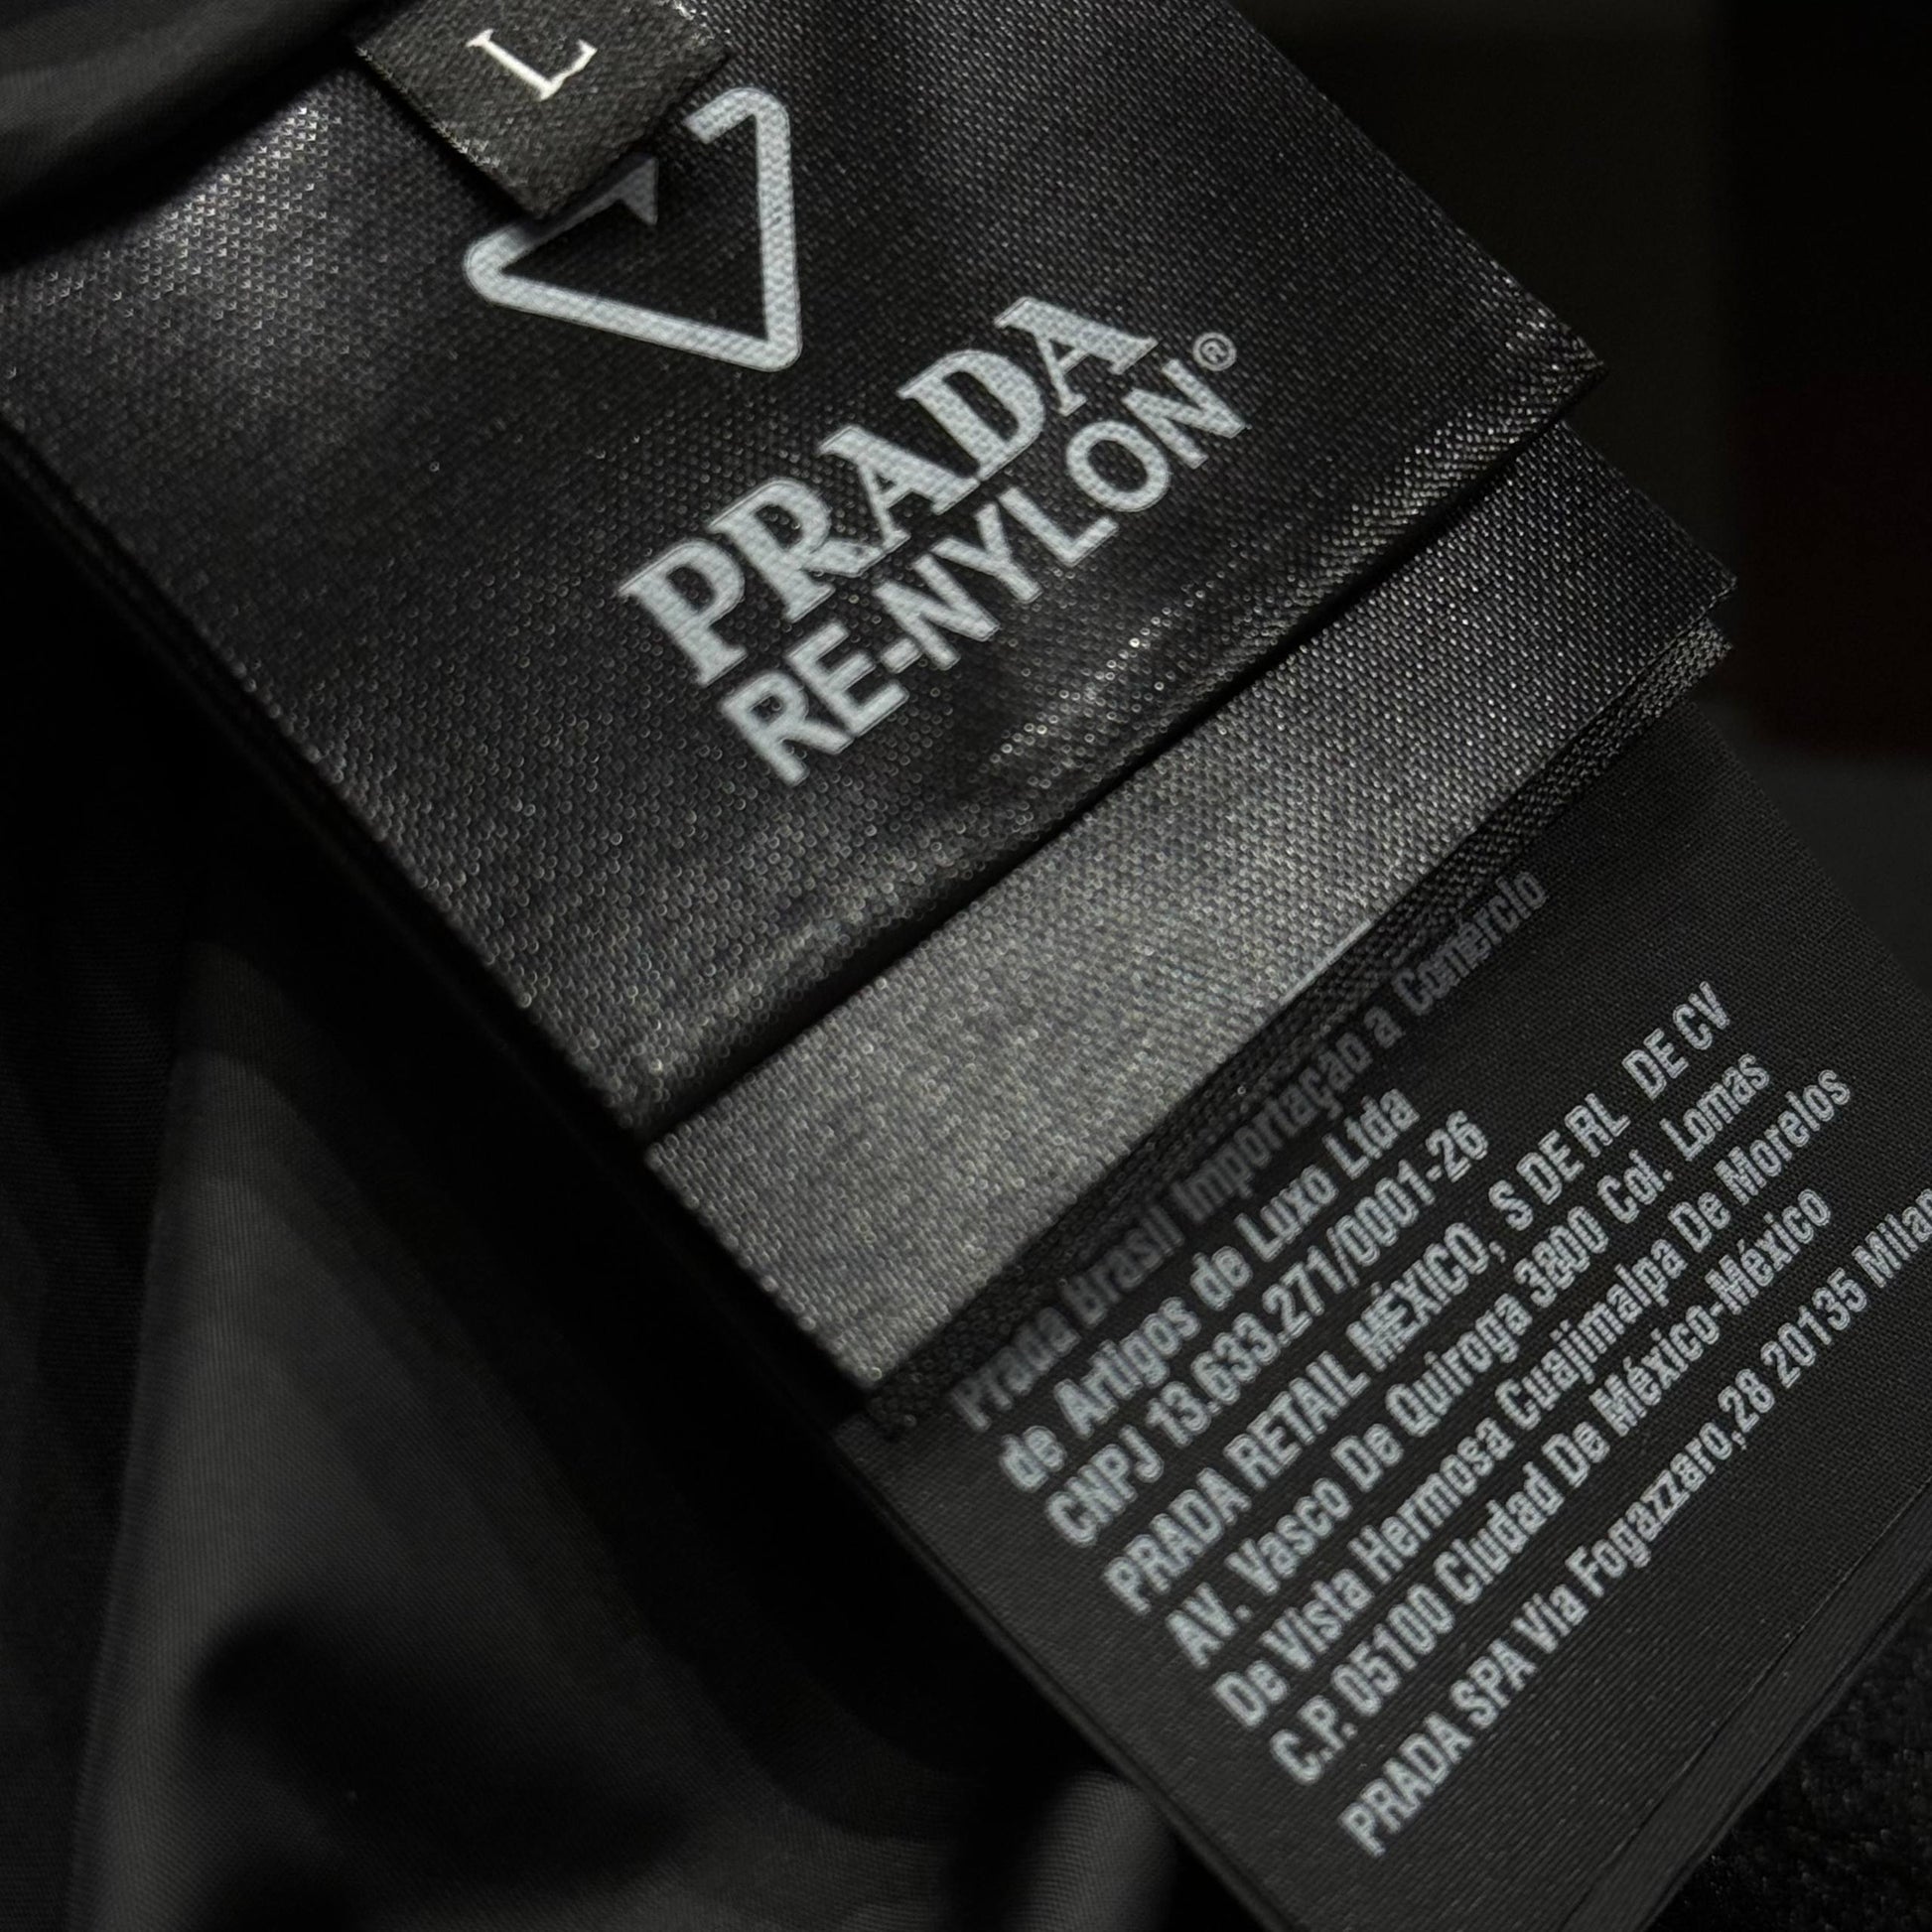 L
PRADA
RE-NYLON®
Prada Brasil Importação a Comercio
de Artigos de Luxo Ltda
CNPJ 13.633.271/0001-26
PRADA RETAIL MÉXICO, S DE RL DE CV
AV. Vasco De Quiroga 3800 Col. Lomas
De Vista Hermosa Cuajimalpa De Morelos
C.P. 05100 Ciudad De México-México
PRADA SPA Via Fogazzaro,28 20135